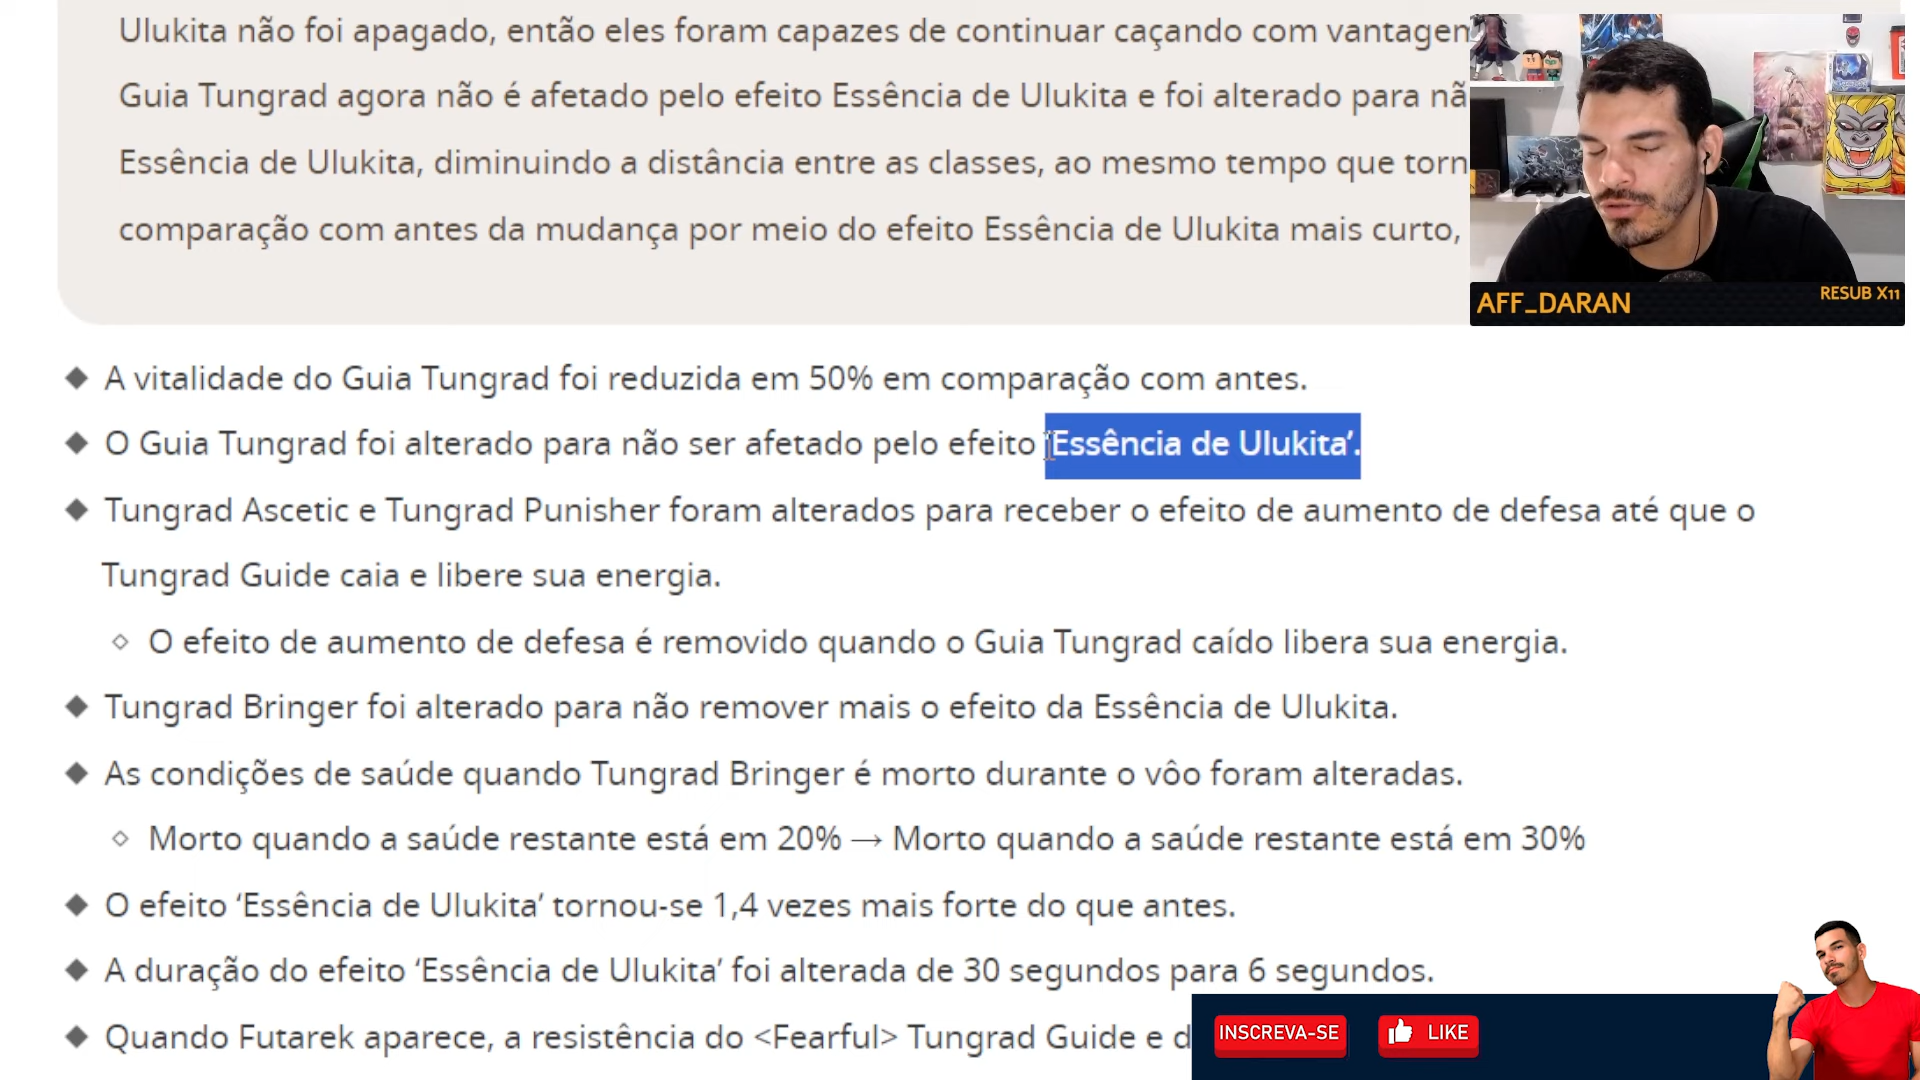 Ulukita não foi apagado, então eles foram capazes de continuar caçando com vantagem
Guia Tungrad agora não é afetado pelo efeito Essência de Ulukita e foi alterado para nã
Essência de Ulukita, diminuindo a distância entre as classes, ao mesmo tempo que torn
comparação com antes da mudança por meio do efeito Essência de Ulukita mais curto,
AFF_DARAN
RESUB X11
◆ A vitalidade do Guia Tungrad foi reduzida em 50% em comparação com antes.
◆ O Guia Tungrad foi alterado para não ser afetado pelo efeito ‘Essência de Ulukita’.
◆ Tungrad Ascetic e Tungrad Punisher foram alterados para receber o efeito de aumento de defesa até que o
Tungrad Guide caia e libere sua energia.
◇ O efeito de aumento de defesa é removido quando o Guia Tungrad caído libera sua energia.
◆ Tungrad Bringer foi alterado para não remover mais o efeito da Essência de Ulukita.
◆ As condições de saúde quando Tungrad Bringer é morto durante o vôo foram alteradas.
◇ Morto quando a saúde restante está em 20% → Morto quando a saúde restante está em 30%
◆ O efeito ‘Essência de Ulukita’ tornou-se 1,4 vezes mais forte do que antes.
◆ A duração do efeito ‘Essência de Ulukita’ foi alterada de 30 segundos para 6 segundos.
◆ Quando Futarek aparece, a resistência do <Fearful> Tungrad Guide e d
INSCREVA-SE
LIKE